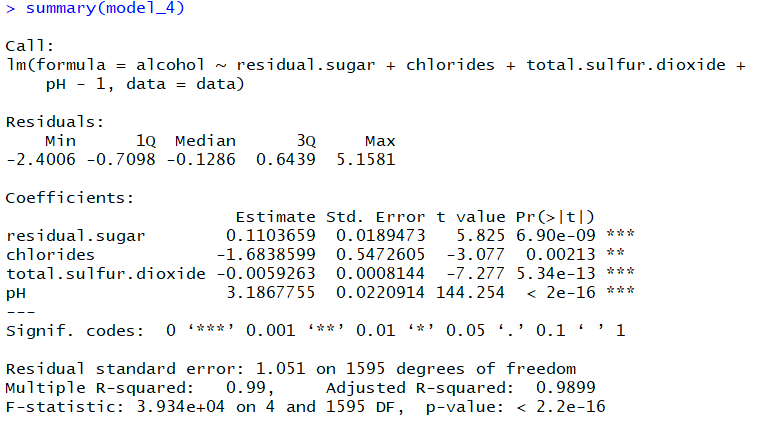 > summary(model_4)
Call:
lm(formula = alcohol ~ residual.sugar + chlorides + total.sulfur.dioxide +
    pH - 1, data = data)
Residuals:
    Min      1Q  Median      3Q     Max
-2.4006 -0.7098 -0.1286  0.6439  5.1581
Coefficients:
                       Estimate Std. Error t value Pr(>|t|)
residual.sugar        0.1103659  0.0189473   5.825 6.90e-09 ***
chlorides            -1.6838599  0.5472605  -3.077  0.00213 **
total.sulfur.dioxide -0.0059263  0.0008144  -7.277 5.34e-13 ***
pH                    3.1867755  0.0220914 144.254  < 2e-16 ***
---
Signif. codes:  0 ‘***’ 0.001 ‘**’ 0.01 ‘*’ 0.05 ‘.’ 0.1 ‘ ’ 1
Residual standard error: 1.051 on 1595 degrees of freedom
Multiple R-squared:   0.99,     Adjusted R-squared:  0.9899
F-statistic: 3.934e+04 on 4 and 1595 DF,  p-value: < 2.2e-16